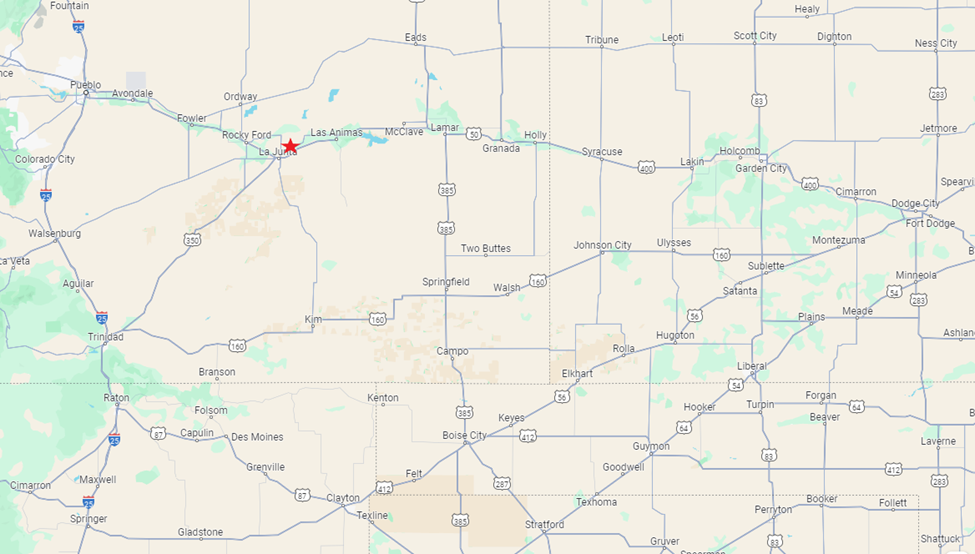 Fountain
Healy
25
Eads
Tribune
Leoti
Scott City
Dighton
Ness City
Pueblo
Avondale
Ordway
83
283
Fowler
Rocky Ford
Las Animas
McClave
Lamar
50
Holly
Granada
Jetmore
La Junta
Syracuse
400
Lakin
Holcomb
Garden City
Colorado City
25
385
400
Cimarron
Dodge City
Fort Dodge
Walsenburg
350
385
Two Buttes
Johnson City
Ulysses
160
Montezuma
Sublette
Aguilar
Springfield
Walsh
160
Satanta
54
Minneola
283
25
Trinidad
Kim
160
160
56
Hugoton
Plains
Meade
Campo
Rolla
Branson
Elkhart
Liberal
54
Raton
Kenton
56
Folsom
385
Keyes
Hooker
64
Turpin
Forgan
64
Beaver
25
87
Capulin
Des Moines
Boise City
412
Guymon
83
Laverne
Grenville
Felt
Goodwell
412
Cimarron
Maxwell
25
87
Clayton
412
287
Texhoma
Booker
Follett
283
Springer
Gladstone
Texline
385
Stratford
Perryton
83
Gruver
Shattuck